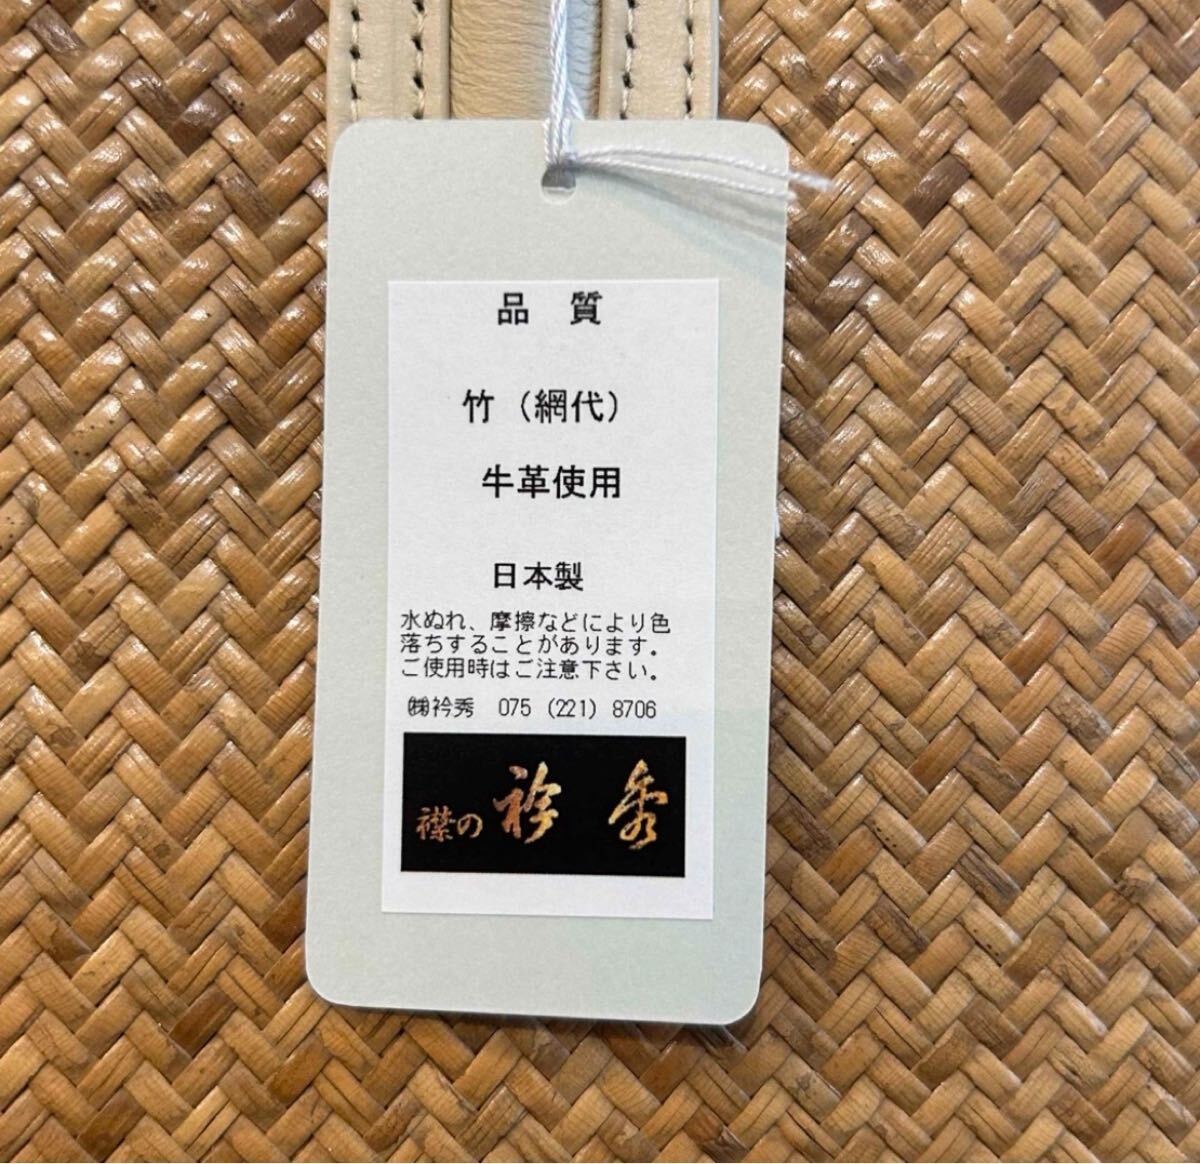 品 質
竹（網代）
牛革使用
日本製
水ぬれ、摩擦などにより色
落ちすることがあります。
ご使用時はご注意下さい。
㈱衿秀 075（221）8706
襟の 衿 秀